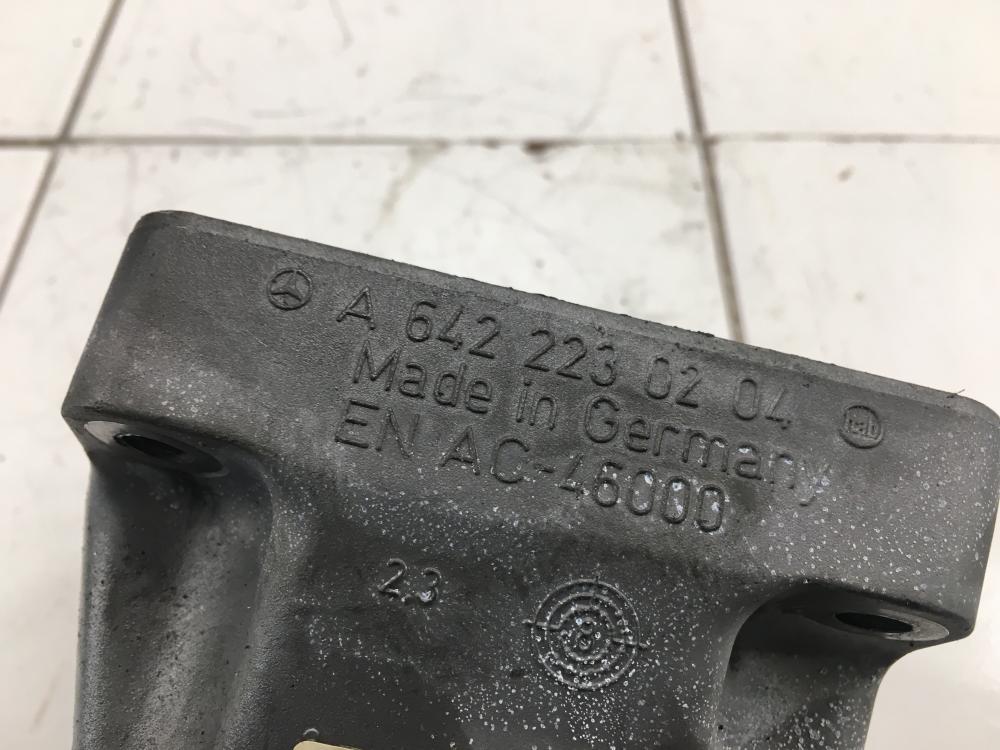 A 642 223 02 04
Made in Germany
EN AC-46000
2,3